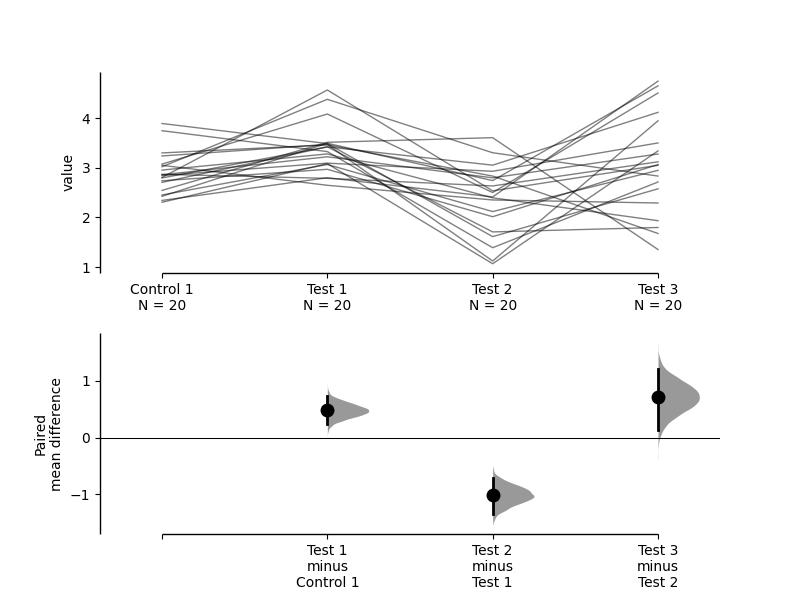 4
3
2
1
value
Control 1
N = 20
Test 1
N = 20
Test 2
N = 20
Test 3
N = 20
1
0
−1
Paired
mean difference
Test 1
minus
Control 1
Test 2
minus
Test 1
Test 3
minus
Test 2